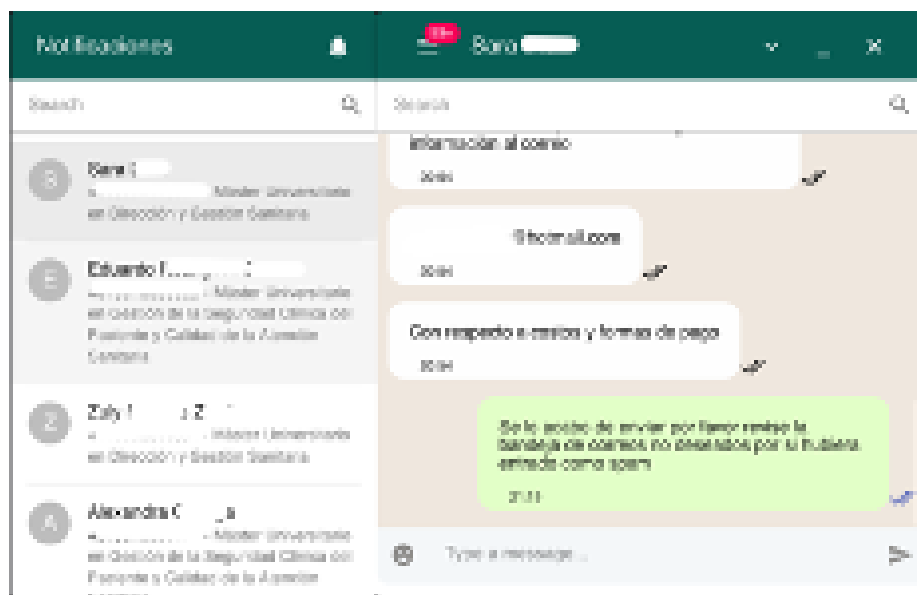 Notificaciones
Search
S
Sara
Máster Universitario
en Dirección y Gestión Sanitaria
E
Eduardo
- Máster Universitario
en Gestión de la Seguridad Clínica del
Paciente y Calidad de la Atención
Sanitaria
Z
Zuly
- Máster Universitario
en Dirección y Gestión Sanitaria
A
Alexandra
- Máster Universitario
en Gestión de la Seguridad Clínica del
Paciente y Calidad de la Atención
99+
Sara
Search
información al correo
@hotmail.com
Con respecto a costos y formas de pago
Se lo acabo de enviar por favor revise la
bandeja de correos no deseados por si hubiera
entrado como spam
21:15
Type a message...